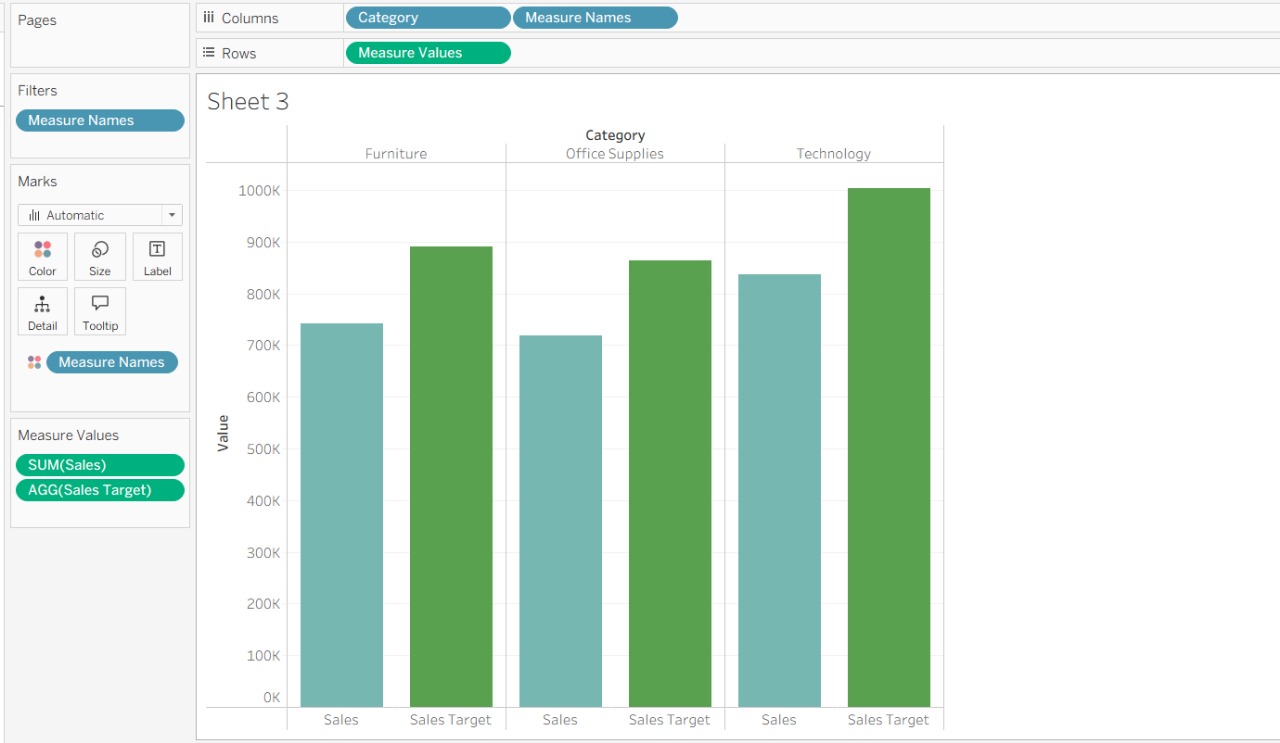 Pages
Columns
Category
Measure Names
Rows
Measure Values
Filters
Measure Names
Marks
Automatic
Color
Size
Label
Detail
Tooltip
Measure Names
Measure Values
SUM(Sales)
AGG(Sales Target)
Sheet 3
Category
Furniture
Office Supplies
Technology
1000K
900K
800K
700K
600K
500K
400K
300K
200K
100K
0K
Value
Sales
Sales Target
Sales
Sales Target
Sales
Sales Target